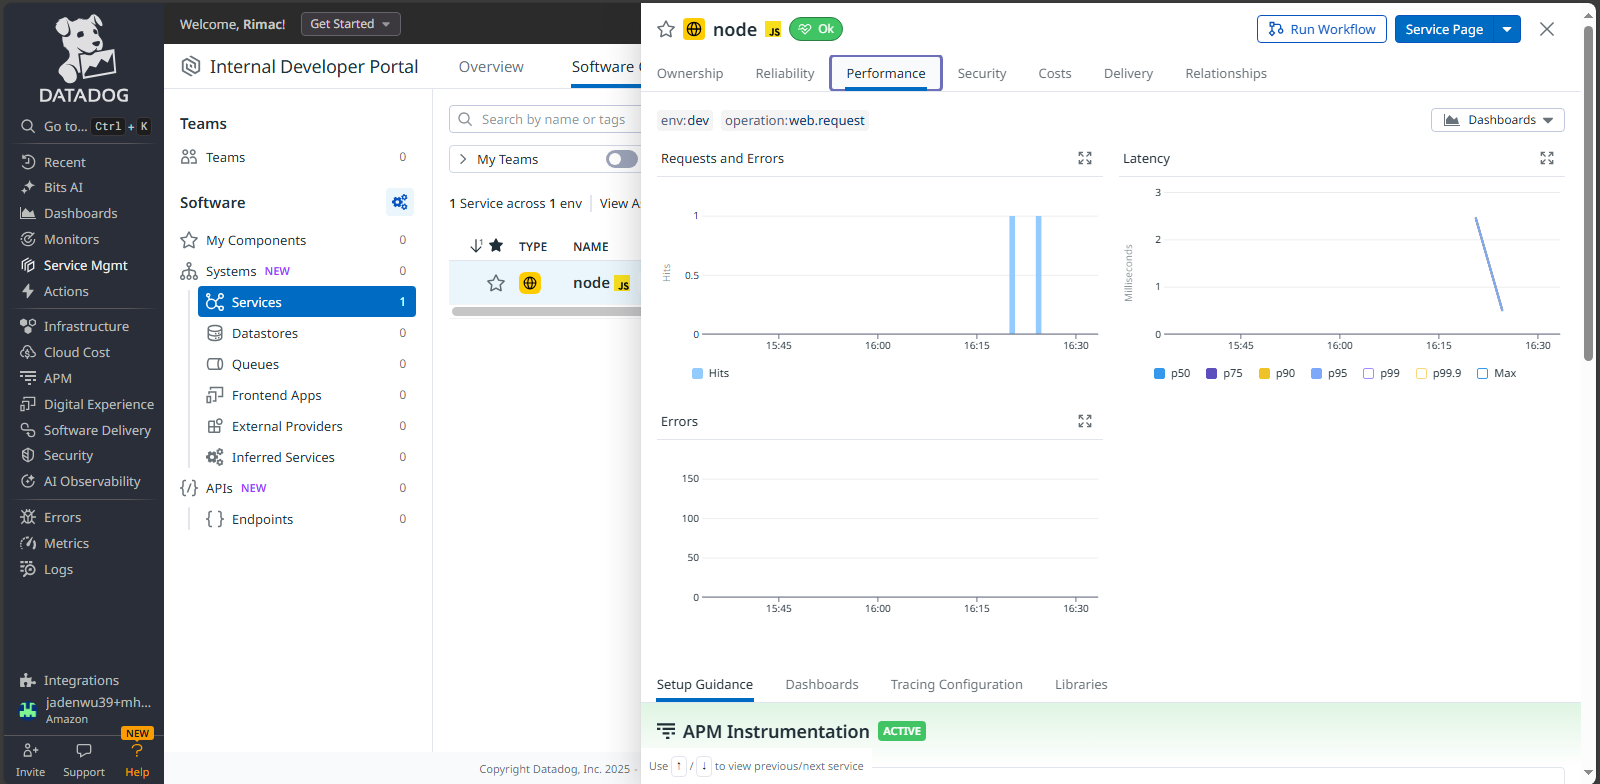 DATADOG
Go to... Ctrl + K
Recent
Bits AI
Dashboards
Monitors
Service Mgmt
Actions
Infrastructure
Cloud Cost
APM
Digital Experience
Software Delivery
Security
AI Observability
Errors
Metrics
Logs
Integrations
jadenwu39+mh...
Amazon
NEW
Invite Support Help
Welcome, Rimac! Get Started
Internal Developer Portal Overview Software
Teams
Teams 0
Software
My Components 0
Systems NEW 0
Services 1
Datastores 0
Queues 0
Frontend Apps 0
External Providers 0
Inferred Services 0
APIs NEW 0
Endpoints 0
Search by name or tags
My Teams
1 Service across 1 env View A
TYPE NAME
node JS
Copyright Datadog, Inc. 2025 -
node JS Ok
Run Workflow Service Page
Ownership Reliability Performance Security Costs Delivery Relationships
env:dev operation:web.request Dashboards
Requests and Errors
1
0.5
0
Hits
15:45 16:00 16:15 16:30
Hits
Latency
3
2
1
0
Milliseconds
15:45 16:00 16:15 16:30
p50 p75 p90 p95 p99 p99.9 Max
Errors
150
100
50
0
15:45 16:00 16:15 16:30
Setup Guidance Dashboards Tracing Configuration Libraries
APM Instrumentation ACTIVE
Use ↑ / ↓ to view previous/next service